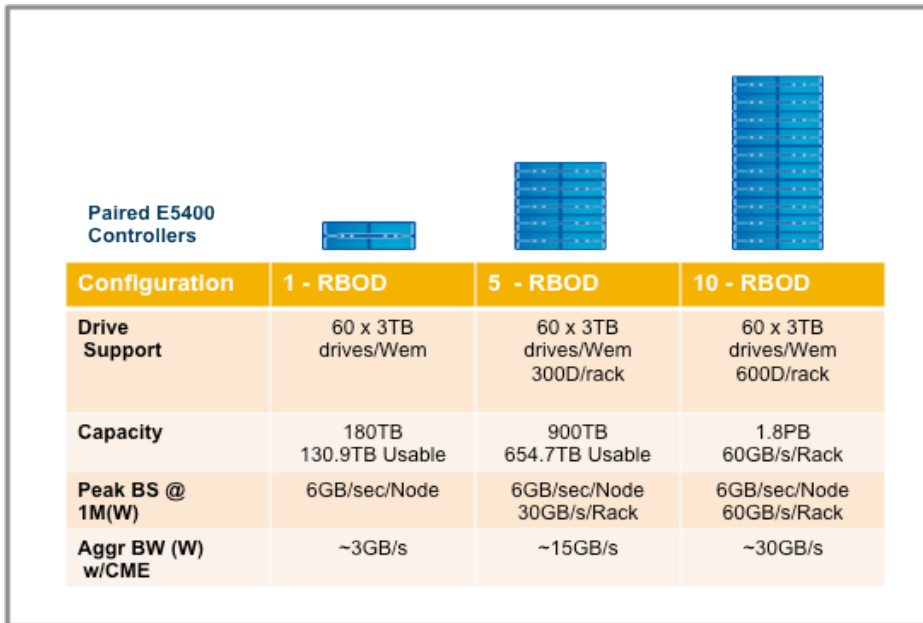 Paired E5400
Controllers
Configuration 1 - RBOD 5 - RBOD 10 - RBOD
Drive 60 x 3TB 60 x 3TB 60 x 3TB
Support drives/Wem drives/Wem drives/Wem
300D/rack 600D/rack
Capacity 180TB 900TB 1.8PB
130.9TB Usable 654.7TB Usable 60GB/s/Rack
Peak BS @ 6GB/sec/Node 6GB/sec/Node 6GB/sec/Node
1M(W) 30GB/s/Rack 60GB/s/Rack
Aggr BW (W) ~3GB/s ~15GB/s ~30GB/s
w/CME